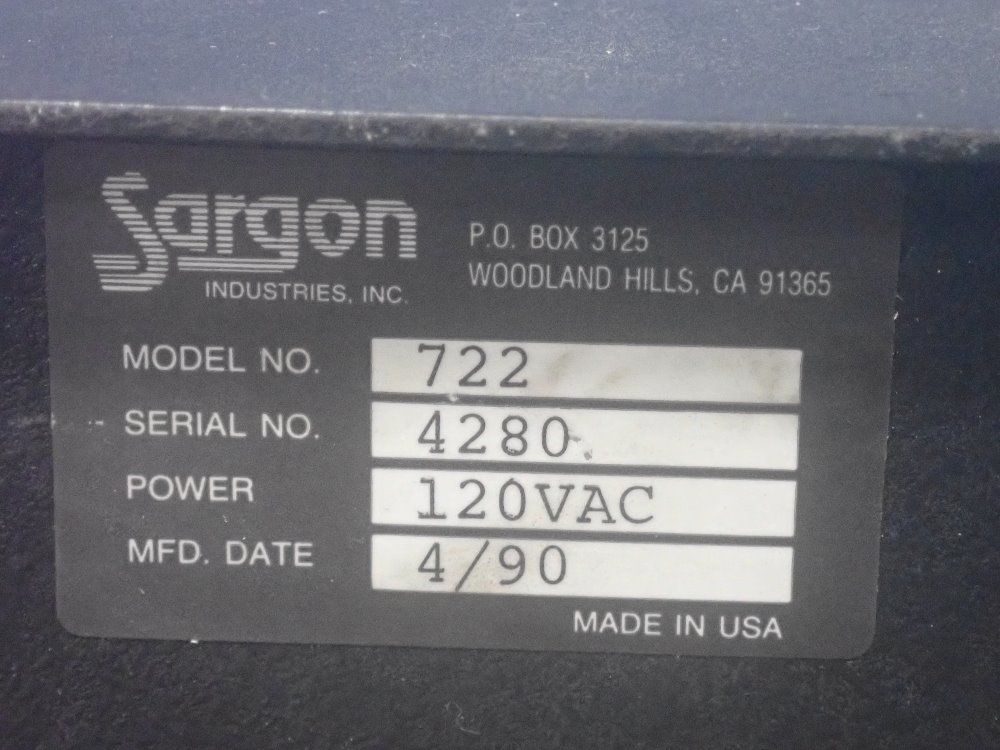 Sargon
INDUSTRIES, INC.
P.O. BOX 3125
WOODLAND HILLS, CA 91365
MODEL NO. 722
SERIAL NO. 4280
POWER 120VAC
MFD. DATE 4/90
MADE IN USA